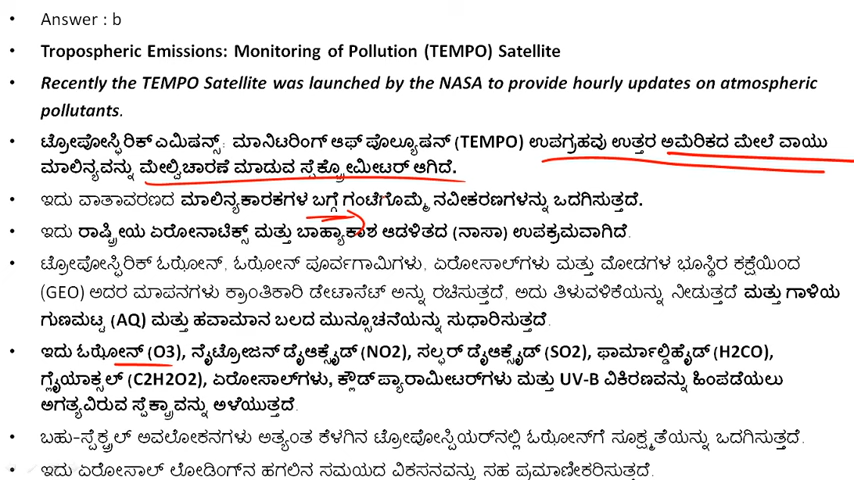 • Answer : b
• Tropospheric Emissions: Monitoring of Pollution (TEMPO) Satellite
• Recently the TEMPO Satellite was launched by the NASA to provide hourly updates on atmospheric
pollutants.
• ಟ್ರೋಪೋಸ್ಫಿರಿಕ್ ಎಮಿಷನ್ಸ್: ಮಾನಿಟರಿಂಗ್ ಆಫ್ ಪೊಲ್ಯೂಷನ್ (TEMPO) ಉಪಗ್ರಹವು ಉತ್ತರ ಅಮೆರಿಕದ ಮೇಲೆ ವಾಯು
ಮಾಲಿನ್ಯವನ್ನು ಮೇಲ್ವಿಚಾರಣೆ ಮಾಡುವ ಸ್ಪೆಕ್ಟ್ರೋಮೀಟರ್ ಆಗಿದೆ.
• ಇದು ವಾತಾವರಣದ ಮಾಲಿನ್ಯಕಾರಕಗಳ ಬಗ್ಗೆ ಗಂಟೆಗೊಮ್ಮೆ ನವೀಕರಣಗಳನ್ನು ಒದಗಿಸುತ್ತದೆ.
• ಇದು ರಾಷ್ಟ್ರೀಯ ಏರೋನಾಟಿಕ್ಸ್ ಮತ್ತು ಬಾಹ್ಯಾಕಾಶ ಆಡಳಿತದ (ನಾಸಾ) ಉಪಕ್ರಮವಾಗಿದೆ.
• ಟ್ರೋಪೋಸ್ಫಿರಿಕ್ ಓಝೋನ್, ಓಝೋನ್ ಪೂರ್ವಗಾಮಿಗಳು, ಏರೋಸಾಲ್‌ಗಳು ಮತ್ತು ಮೋಡಗಳ ಭೂಸ್ಥಿರ ಕಕ್ಷೆಯಿಂದ
(GEO) ಅದರ ಮಾಪನಗಳು ಕ್ರಾಂತಿಕಾರಿ ಡೇಟಾಸೆಟ್ ಅನ್ನು ರಚಿಸುತ್ತದೆ, ಅದು ತಿಳುವಳಿಕೆಯನ್ನು ನೀಡುತ್ತದೆ ಮತ್ತು ಗಾಳಿಯ
ಗುಣಮಟ್ಟ (AQ) ಮತ್ತು ಹವಾಮಾನ ಬಲದ ಮುನ್ಸೂಚನೆಯನ್ನು ಸುಧಾರಿಸುತ್ತದೆ.
• ಇದು ಓಝೋನ್ (O3), ನೈಟ್ರೋಜನ್ ಡೈಆಕ್ಸೈಡ್ (NO2), ಸಲ್ಫರ್ ಡೈಆಕ್ಸೈಡ್ (SO2), ಫಾರ್ಮಾಲ್ಡಿಹೈಡ್ (H2CO),
ಗ್ಲೈಯಾಕ್ಸಲ್ (C2H2O2), ಏರೋಸಾಲ್‌ಗಳು, ಕ್ಲೌಡ್ ಪ್ಯಾರಾಮೀಟರ್‌ಗಳು ಮತ್ತು UV-B ವಿಕಿರಣವನ್ನು ಹಿಂಪಡೆಯಲು
ಅಗತ್ಯವಿರುವ ಸ್ಪೆಕ್ಟ್ರಾವನ್ನು ಅಳೆಯುತ್ತದೆ.
• ಬಹು-ಸ್ಪೆಕ್ಟ್ರಲ್ ಅವಲೋಕನಗಳು ಅತ್ಯಂತ ಕೆಳಗಿನ ಟ್ರೋಪೋಸ್ಪಿಯರ್‌ನಲ್ಲಿ ಓಝೋನ್‌ಗೆ ಸೂಕ್ಷ್ಮತೆಯನ್ನು ಒದಗಿಸುತ್ತದೆ.
• ಇದು ಏರೋಸಾಲ್ ಲೋಡಿಂಗ್‌ನ ಹಗಲಿನ ಸಮಯದ ವಿಕಸನವನ್ನು ಸಹ ಪ್ರಮಾಣೀಕರಿಸುತ್ತದೆ.